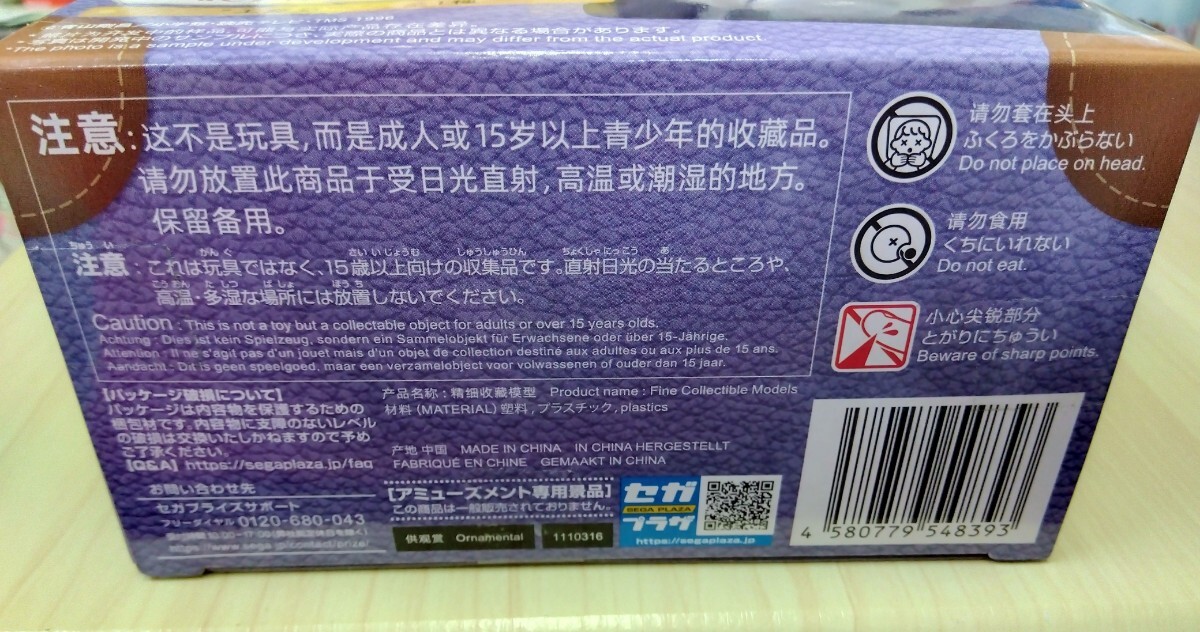 *The photo is a sample under development and may differ from the actual product.
注意:这不是玩具,而是成人或15岁以上青少年的收藏品。
请勿放置此商品于受日光直射,高温或潮湿的地方。
保留备用。
注意:これは玩具ではなく、15歳以上向けの収集品です。直射日光の当たるところや、
高温・多湿な場所には放置しないでください。
Caution : This is not a toy but a collectable object for adults or over 15 years olds.
Achtung : Dies ist kein Spielzeug, sondern ein Sammelobjekt für Erwachsene oder über 15-Jährige.
Attention : Il ne s'agil pas d'un jouet mais d'un objet de collection destiné aux adultes ou aux plus de 15 ans.
Aandacht : Dit is geen speelgoed, maar een verzamelobject voor volwassenen of ouder dan 15 jaar.
请勿套在头上
ふくろをかぶらない
Do not place on head.
请勿食用
くちにいれない
Do not eat.
小心尖锐部分
とがりにちゅうい
Beware of sharp points.
【パッケージ破損について】
パッケージは内容物を保護するための
梱包材です。内容物に支障のないレベル
の破損は交換いたしかねますので予め
ご了承ください。
【Q&A】https://segaplaza.jp/faq
お問い合わせ先
セガプライズサポート
フリーダイヤル 0120-680-043
产品名称:精细收藏模型 Product name : Fine Collectible Models
材料 (MATERIAL) 塑料, プラスチック, plastics
产地 中国 MADE IN CHINA IN CHINA HERGESTELLT
FABRIQUÉ EN CHINE GEMAAKT IN CHINA
【アミューズメント専用景品】
この商品は一般販売されておりません。
供观赏 Ornamental 1110316
セガ
SEGA PLAZA
プラザ
https://segaplaza.jp
4 580779 548393